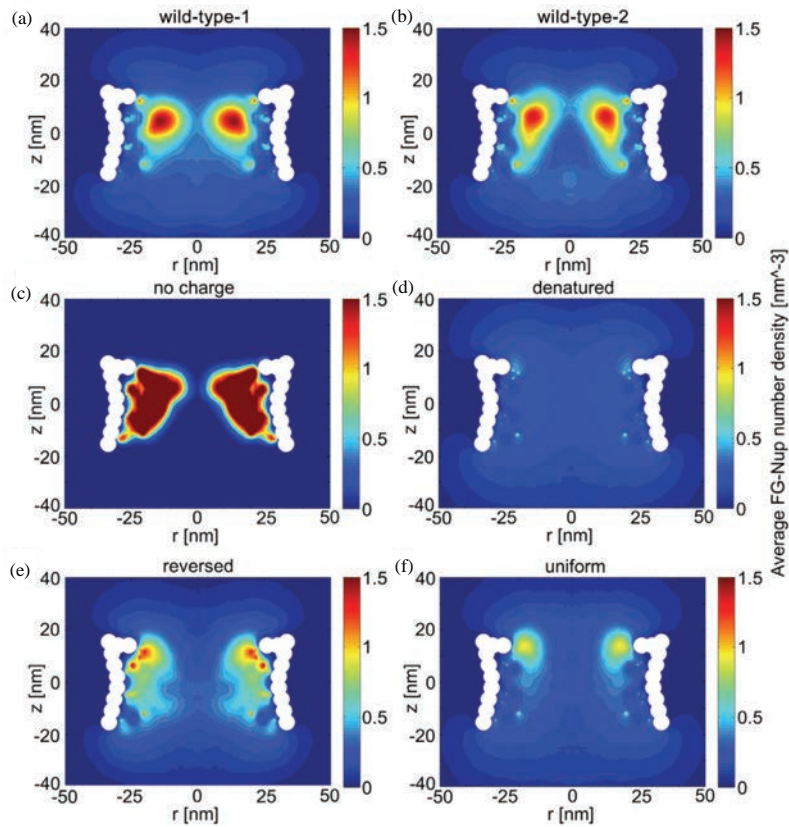 (a) wild-type-1
40
20
0
-20
-40
z [nm]
-50 -25 0 25 50
r [nm]
1.5
1
0.5
0
(b) wild-type-2
40
20
0
-20
-40
z [nm]
-50 -25 0 25 50
r [nm]
1.5
1
0.5
0
(c) no charge
40
20
0
-20
-40
z [nm]
-50 -25 0 25 50
r [nm]
1.5
1
0.5
0
(d) denatured
40
20
0
-20
-40
z [nm]
-50 -25 0 25 50
r [nm]
1.5
1
0.5
0
(e) reversed
40
20
0
-20
-40
z [nm]
-50 -25 0 25 50
r [nm]
1.5
1
0.5
0
(f) uniform
40
20
0
-20
-40
z [nm]
-50 -25 0 25 50
r [nm]
1.5
1
0.5
0
Average FG-Nup number density [nm^-3]